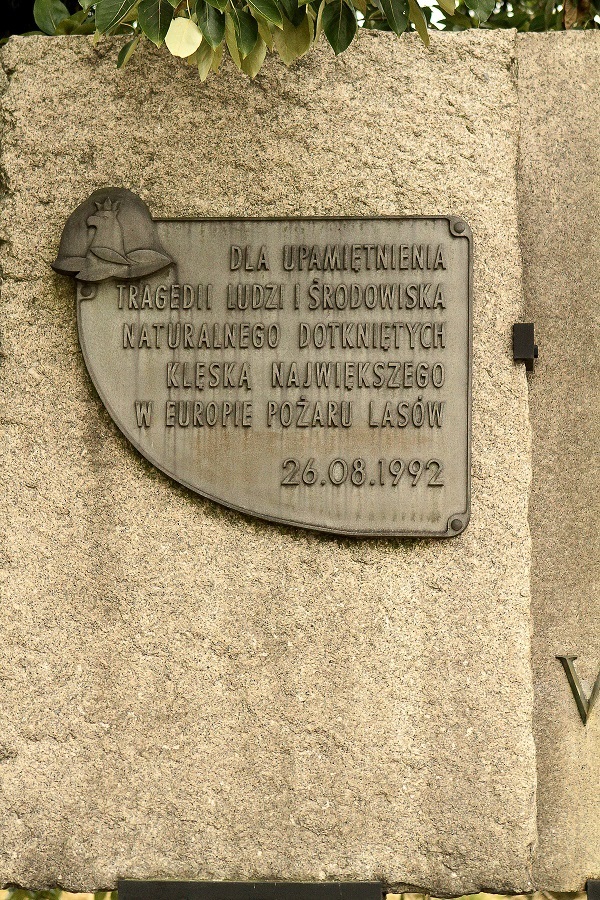 DLA UPAMIĘTNIENIA
TRAGEDII LUDZI I ŚRODOWISKA
NATURALNEGO DOTKNIĘTYCH
KLĘSKĄ NAJWIĘKSZEGO
W EUROPIE POŻARU LASÓW
26.08.1992
V